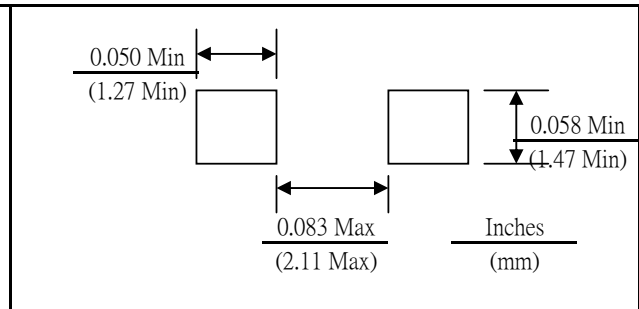 0.050 Min
(1.27 Min)
0.058 Min
(1.47 Min)
0.083 Max
(2.11 Max)
Inches
(mm)